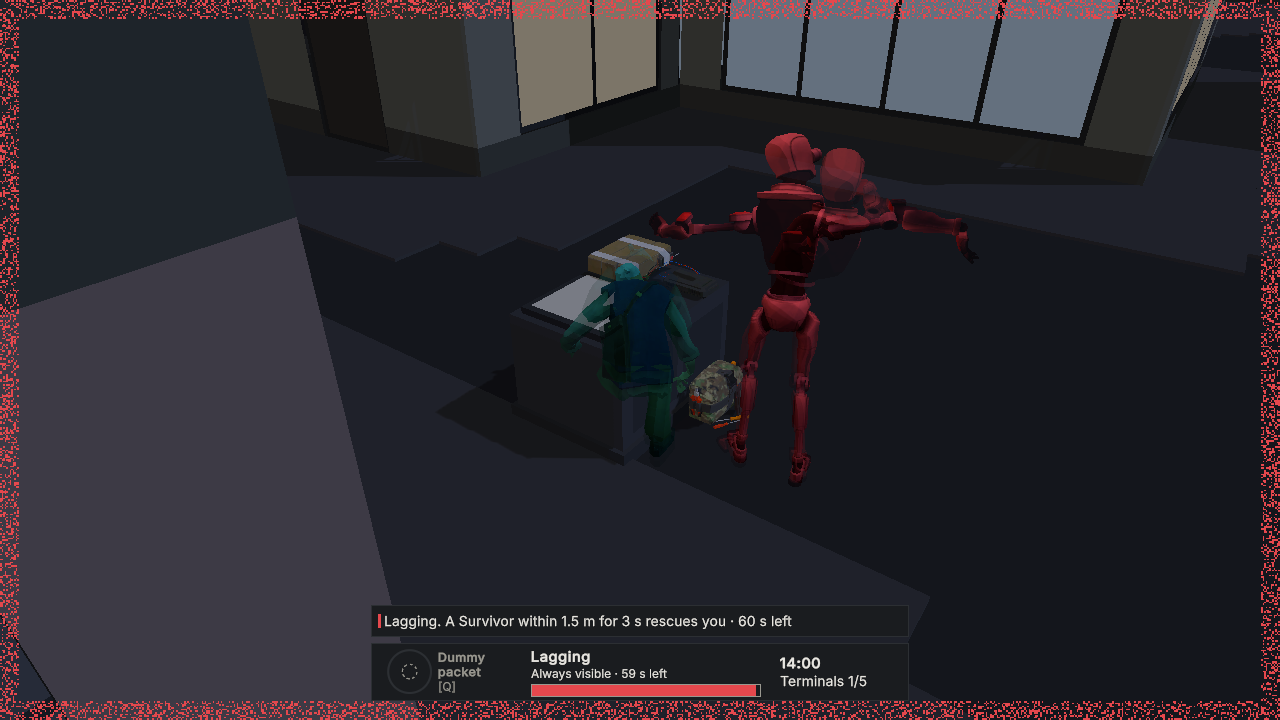 Lagging. A Survivor within 1.5 m for 3 s rescues you · 60 s left
Dummy
packet
[Q]
Lagging
Always visible · 59 s left
14:00
Terminals 1/5